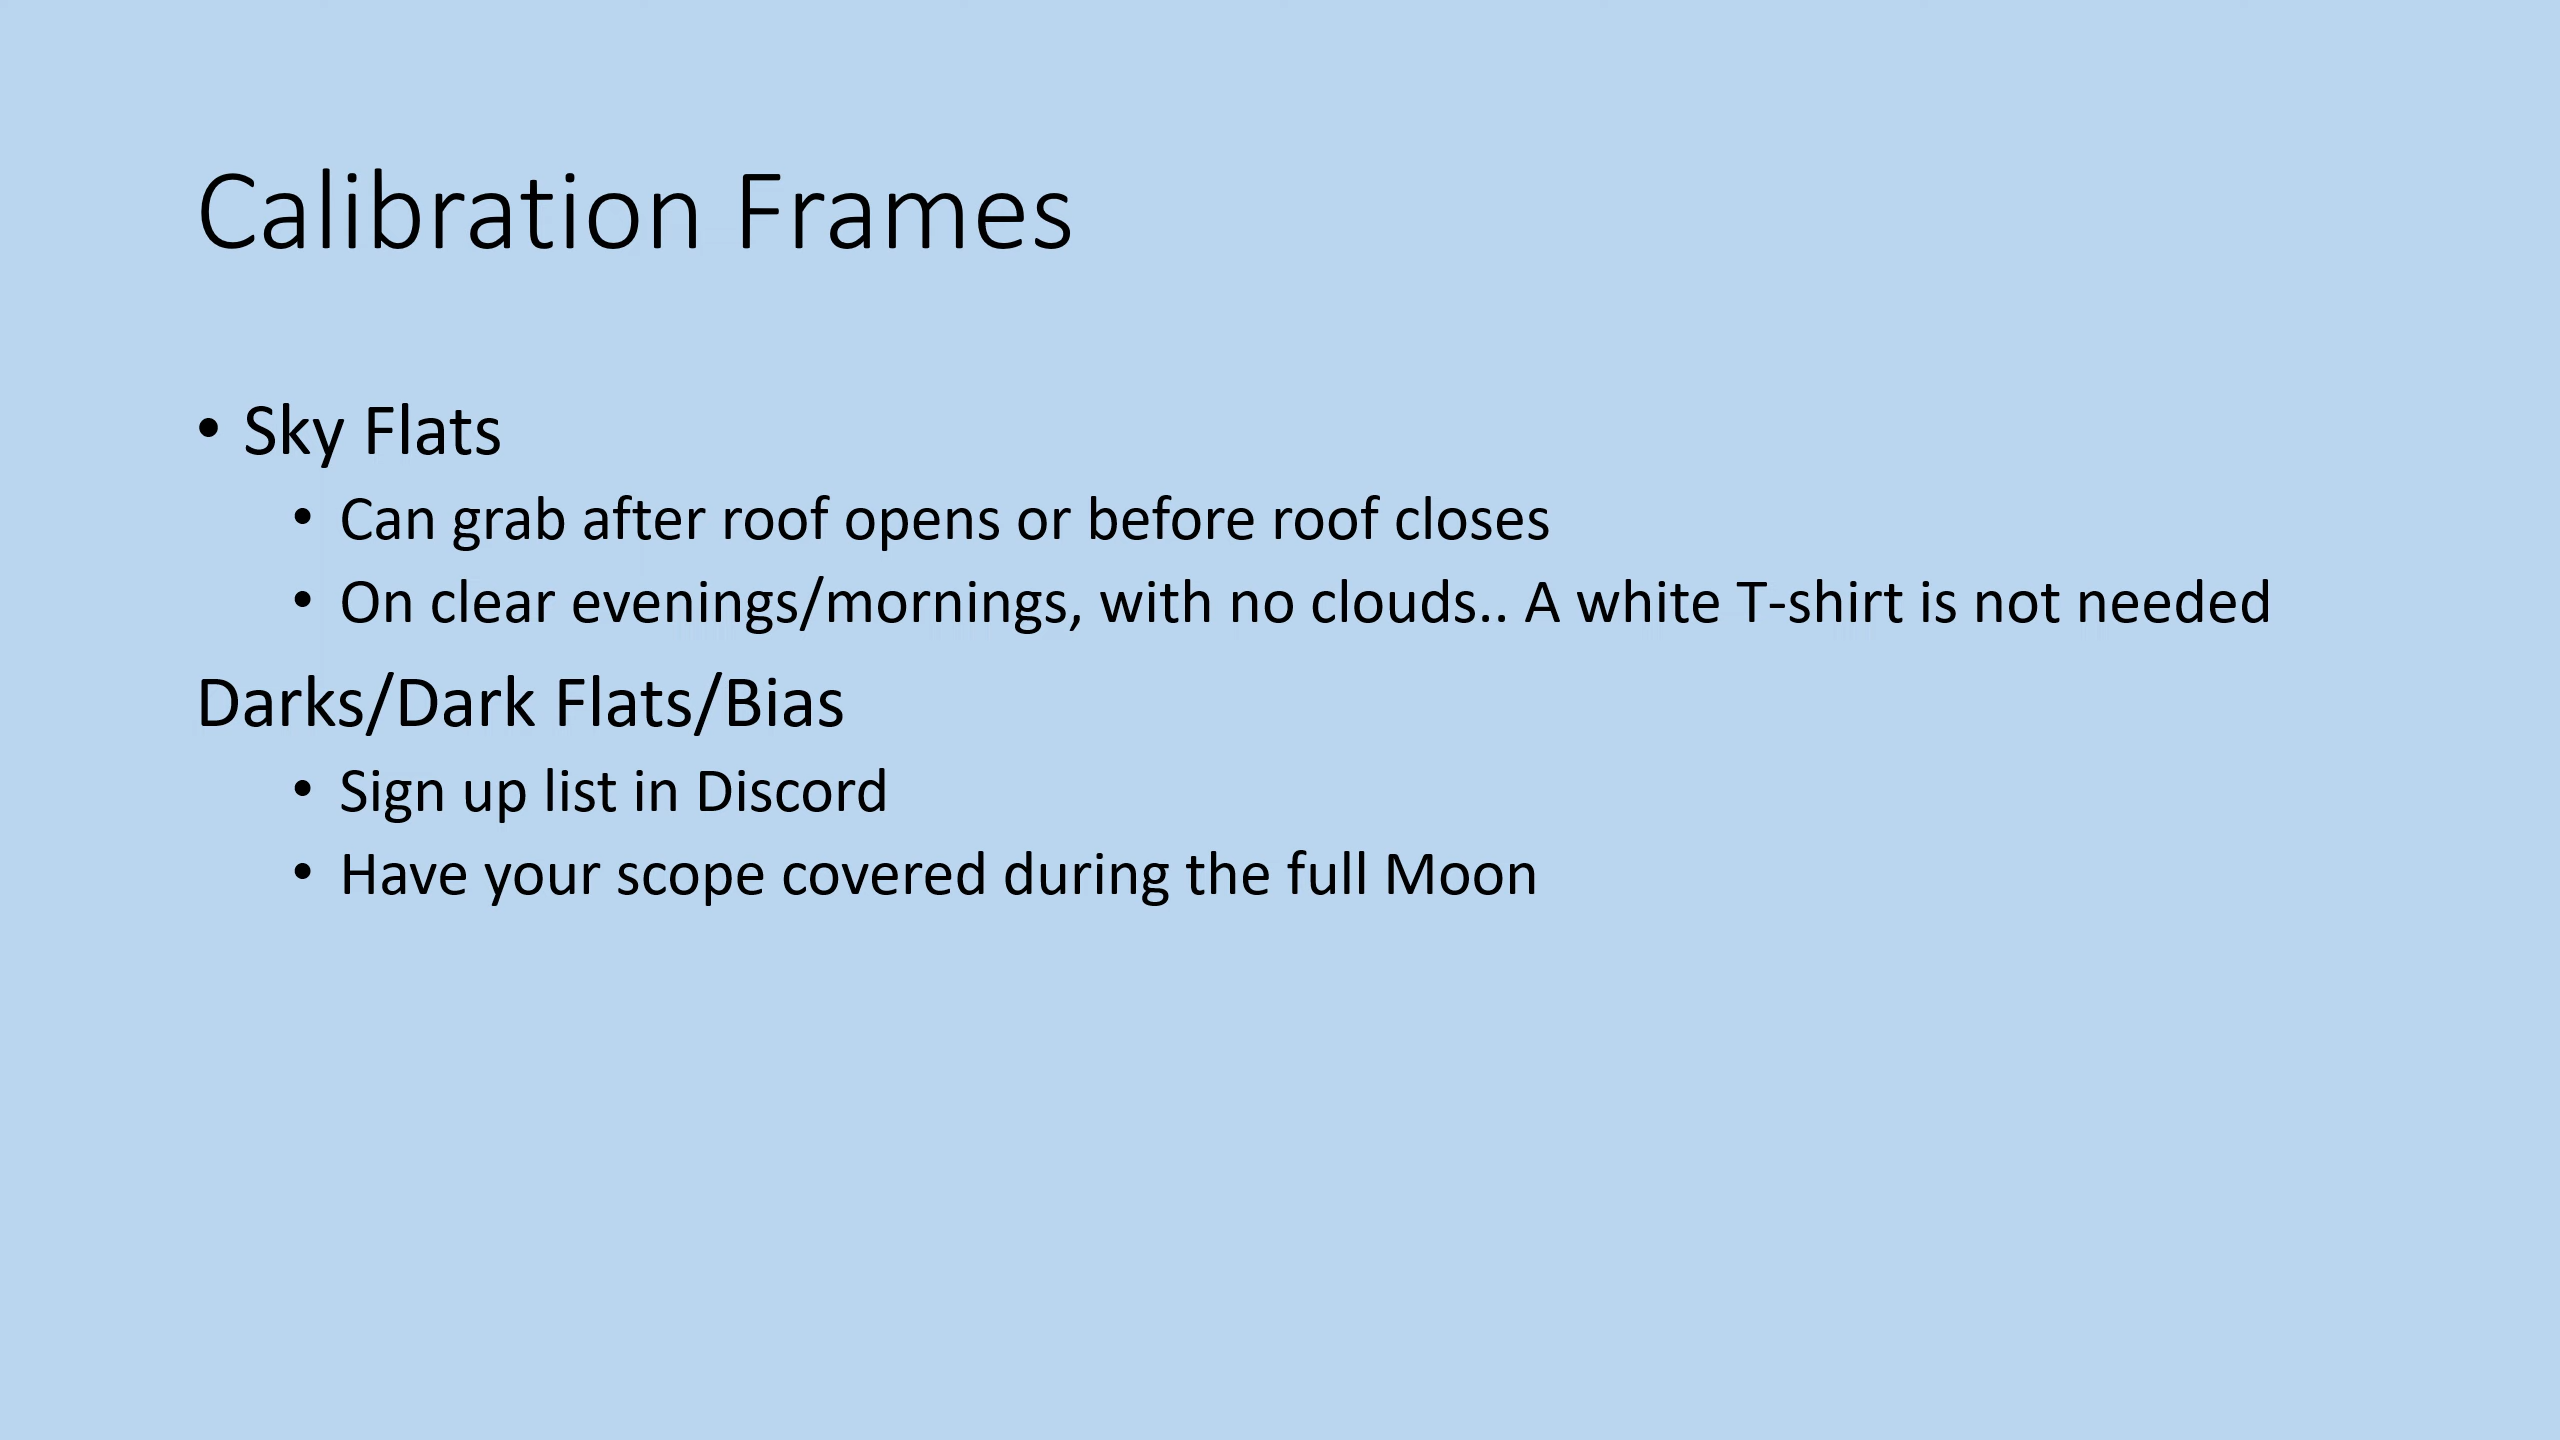 Calibration Frames
• Sky Flats
• Can grab after roof opens or before roof closes
• On clear evenings/mornings, with no clouds.. A white T-shirt is not needed
Darks/Dark Flats/Bias
• Sign up list in Discord
• Have your scope covered during the full Moon